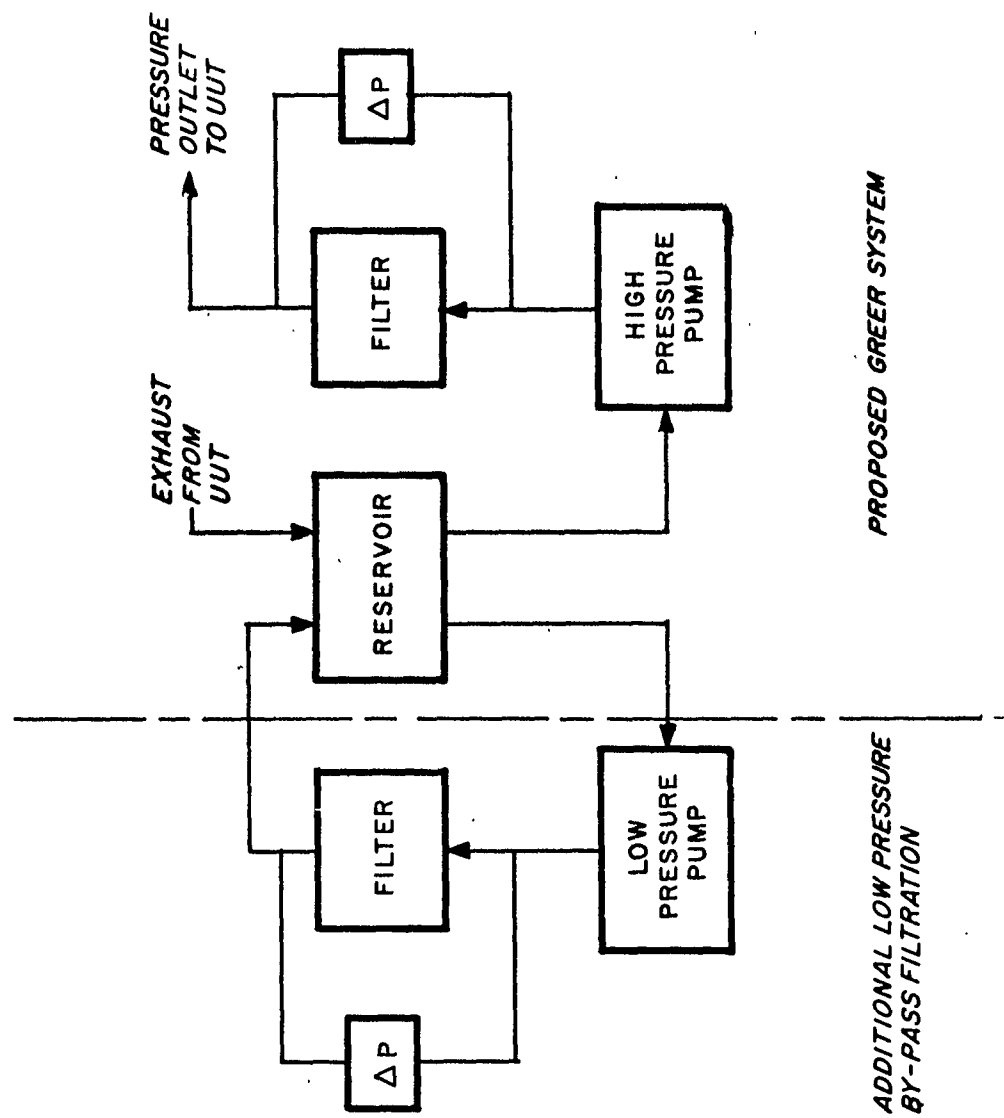 PRESSURE
OUTLET
TO UUT
ΔP
FILTER
HIGH
PRESSURE
PUMP
EXHAUST
FROM
UUT
RESERVOIR
PROPOSED GREER SYSTEM
FILTER
ΔP
LOW
PRESSURE
PUMP
ADDITIONAL LOW PRESSURE
BY-PASS FILTRATION